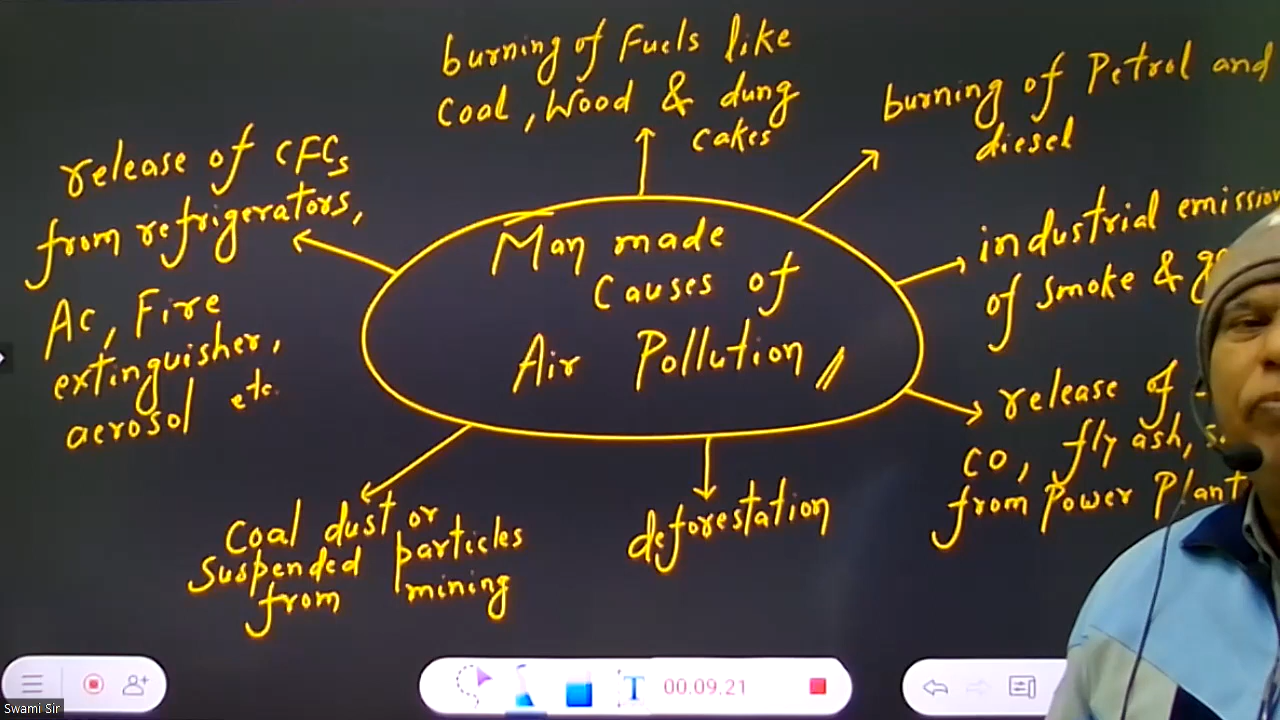 burning of Fuels like
Coal, Wood & dung
cakes
burning of Petrol and
diesel
release of CFCs
from refrigerators,
Ac, Fire
extinguisher,
aerosol etc.
Man made
Causes of
Air Pollution
industrial emission
of smoke &
release of
CO, fly ash,
from Power Plant
Coal dust or
suspended particles
from mining
deforestation
T 00.09.21
Swami Sir